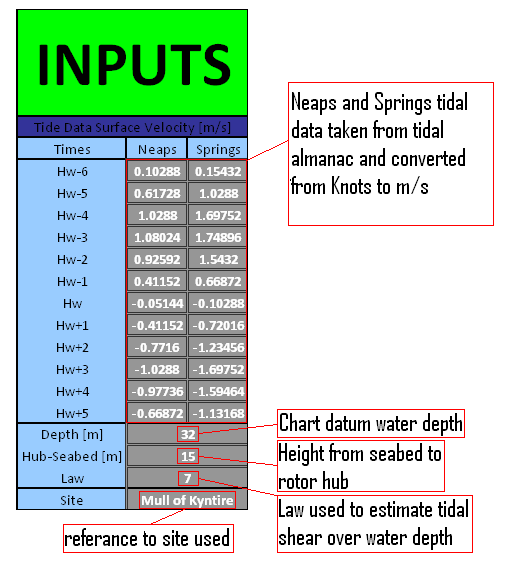 INPUTS
Tide Data Surface Velocity [m/s]
Times Neaps Springs
Hw-6 0.10288 0.15432
Hw-5 0.61728 1.0288
Hw-4 1.0288 1.69752
Hw-3 1.08024 1.74896
Hw-2 0.92592 1.5432
Hw-1 0.41152 0.66872
Hw -0.05144 -0.10288
Hw+1 -0.41152 -0.72016
Hw+2 -0.7716 -1.23456
Hw+3 -1.0288 -1.69752
Hw+4 -0.97736 -1.59464
Hw+5 -0.66872 -1.13168
Depth [m] 32
Hub-Seabed [m] 15
Law 7
Site Mull of Kyntire
Neaps and Springs tidal
data taken from tidal
almanac and converted
from Knots to m/s
Chart datum water depth
Height from seabed to
rotor hub
Law used to estimate tidal
shear over water depth
referance to site used